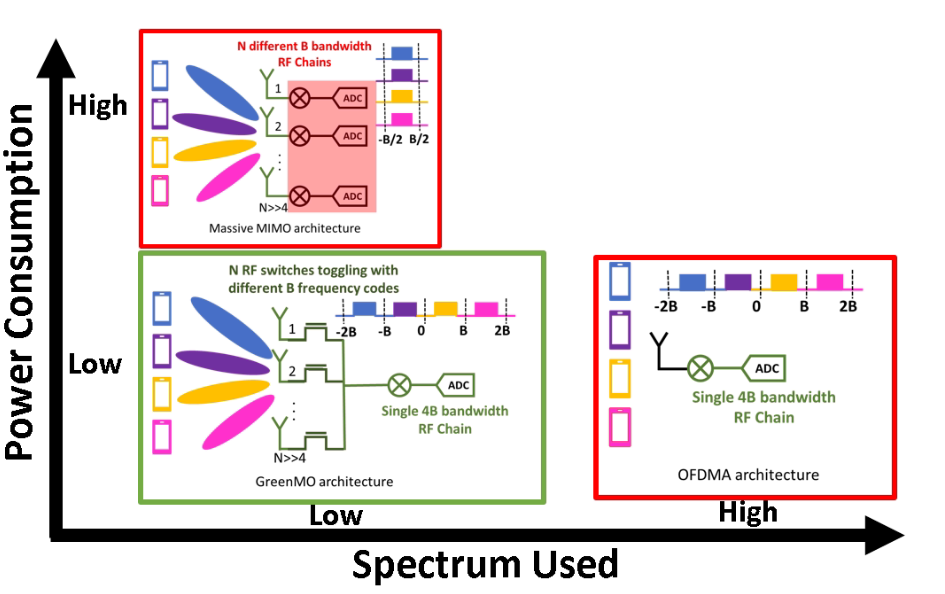 Power Consumption
High
Low
N different B bandwidth
RF Chains
1
ADC
2
ADC
ADC
N>>4
-B/2 B/2
Massive MIMO architecture
N RF switches toggling with
different B frequency codes
1
2
N>>4
-2B -B 0 B 2B
ADC
Single 4B bandwidth
RF Chain
GreenMO architecture
-2B -B 0 B 2B
ADC
Single 4B bandwidth
RF Chain
OFDMA architecture
Low
High
Spectrum Used